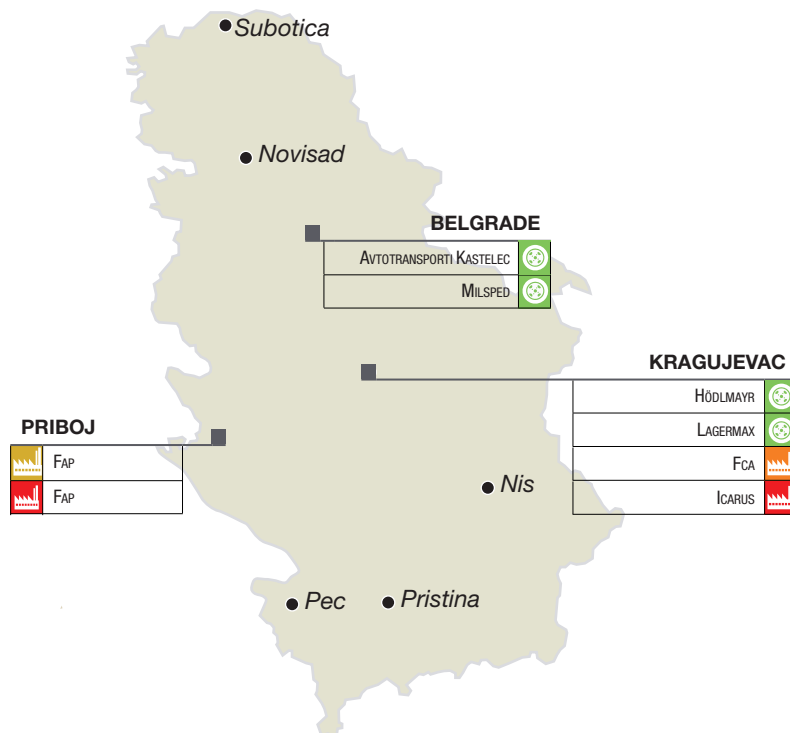 Subotica
Novisad
BELGRADE
AVTOTRANSPORTI KASTELEC
MILSPED
KRAGUJEVAC
HÖDLMAYR
LAGERMAX
FCA
ICARUS
PRIBOJ
FAP
FAP
Nis
Pec
Pristina